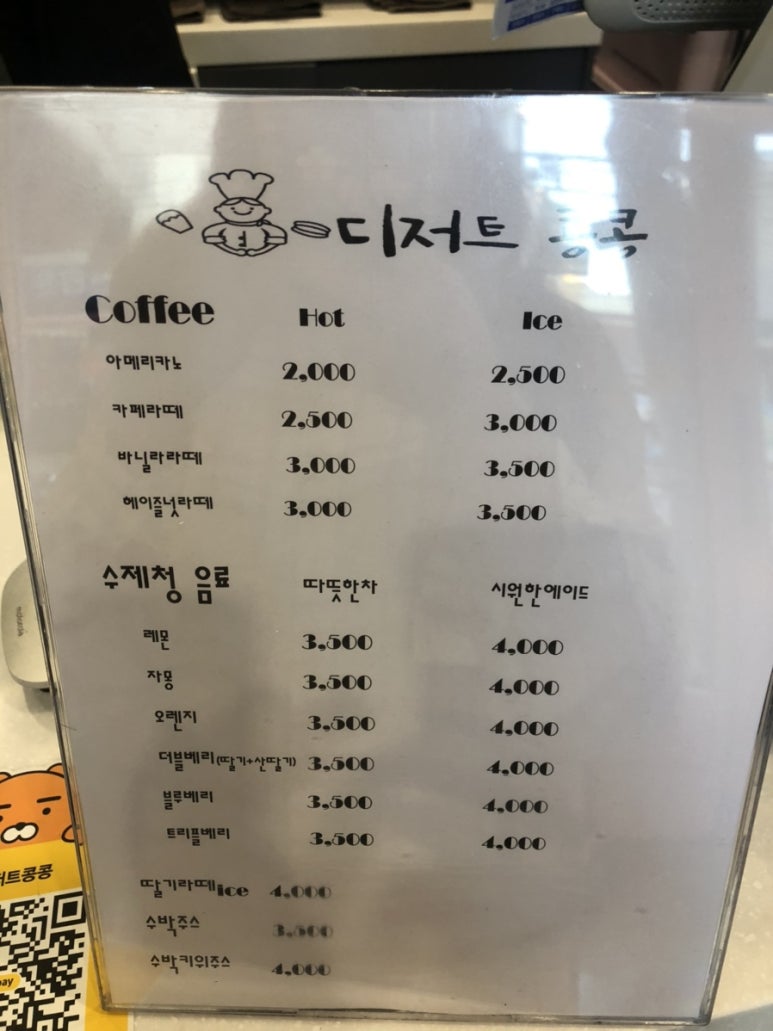 디저트 콩콩
Coffee Hot Ice
아메리카노 2,000 2,500
카페라떼 2,500 3,000
바닐라라떼 3,000 3,500
헤이즐넛라떼 3,000 3,500
수제청 음료 따뜻한차 시원한에이드
레몬 3,500 4,000
자몽 3,500 4,000
오렌지 3,500 4,000
더블베리(딸기+산딸기) 3,500 4,000
블루베리 3,500 4,000
트리플베리 3,500 4,000
딸기라떼ice 4,000
수박주스 3,500
수박키위주스 4,000
저트콩콩
pay